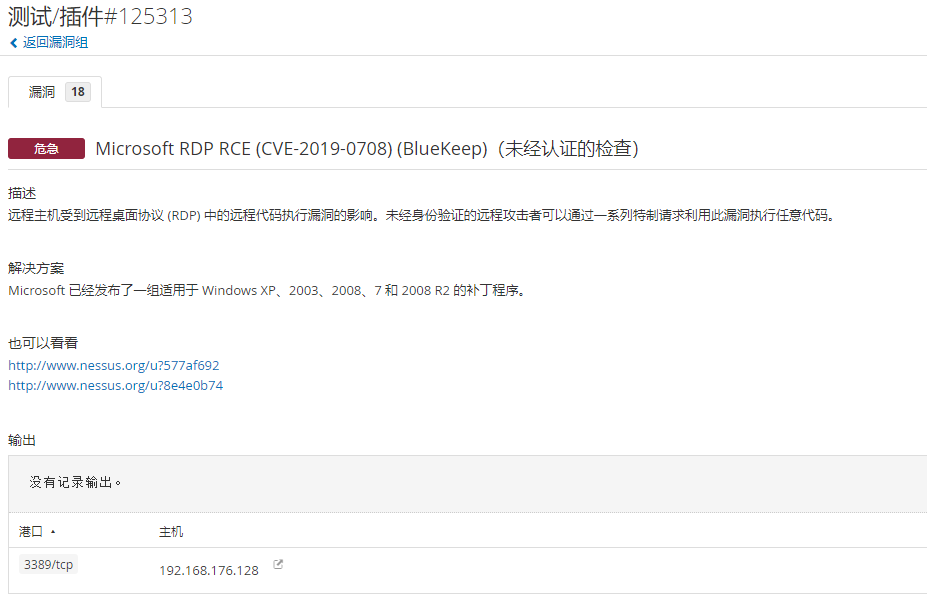 测试/插件#125313
返回漏洞组
漏洞 18
危急 Microsoft RDP RCE (CVE-2019-0708) (BlueKeep)（未经认证的检查）
描述
远程主机受到远程桌面协议 (RDP) 中的远程代码执行漏洞的影响。未经身份验证的远程攻击者可以通过一系列特制请求利用此漏洞执行任意代码。
解决方案
Microsoft 已经发布了一组适用于 Windows XP、2003、2008、7 和 2008 R2 的补丁程序。
也可以看看
http://www.nessus.org/u?577af692
http://www.nessus.org/u?8e4e0b74
输出
没有记录输出。
港口 主机
3389/tcp 192.168.176.128